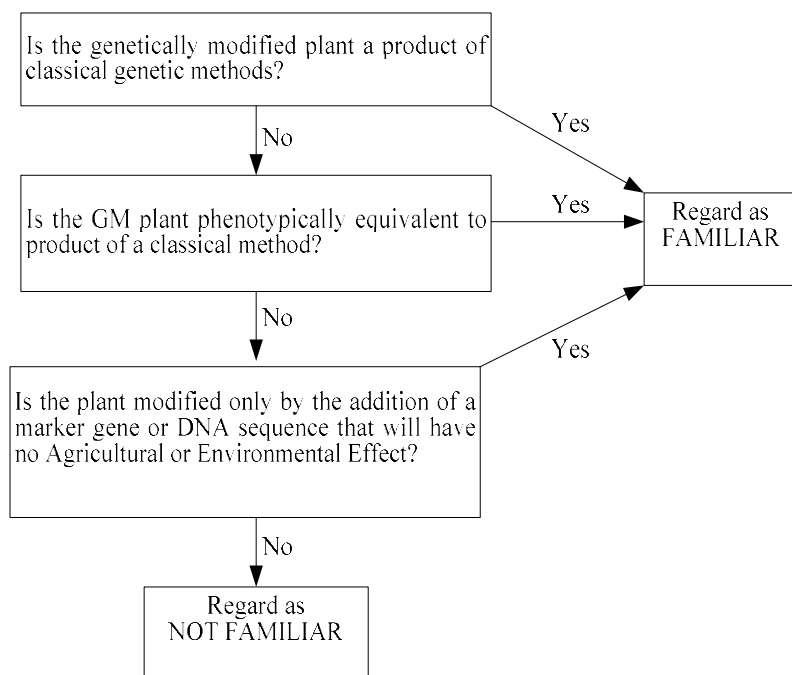 Is the genetically modified plant a product of
classical genetic methods?
Yes
No
Is the GM plant phenotypically equivalent to
product of a classical method?
Yes
Regard as
FAMILIAR
No
Yes
Is the plant modified only by the addition of a
marker gene or DNA sequence that will have
no Agricultural or Environmental Effect?
No
Regard as
NOT FAMILIAR